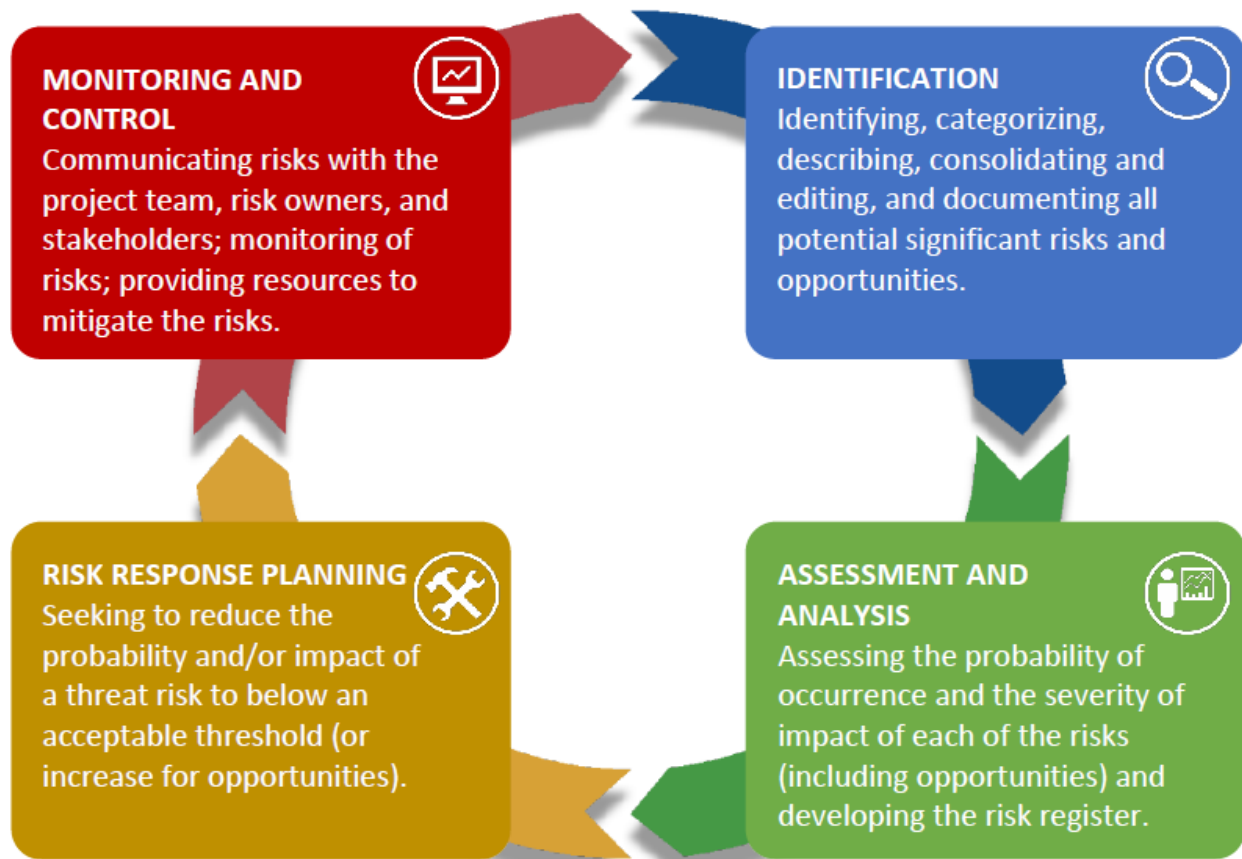 MONITORING AND
CONTROL
Communicating risks with the
project team, risk owners, and
stakeholders; monitoring of
risks; providing resources to
mitigate the risks.
IDENTIFICATION
Identifying, categorizing,
describing, consolidating and
editing, and documenting all
potential significant risks and
opportunities.
RISK RESPONSE PLANNING
Seeking to reduce the
probability and/or impact of
a threat risk to below an
acceptable threshold (or
increase for opportunities).
ASSESSMENT AND
ANALYSIS
Assessing the probability of
occurrence and the severity of
impact of each of the risks
(including opportunities) and
developing the risk register.